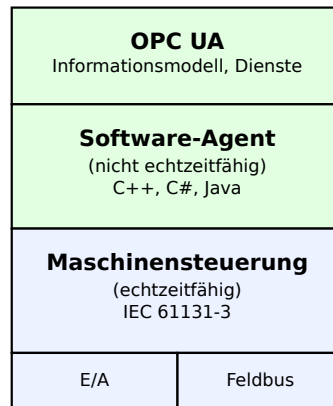 OPC UA
Informationsmodell, Dienste
Software-Agent
(nicht echtzeitfähig)
C++, C#, Java
Maschinensteuerung
(echtzeitfähig)
IEC 61131-3
E/A
Feldbus